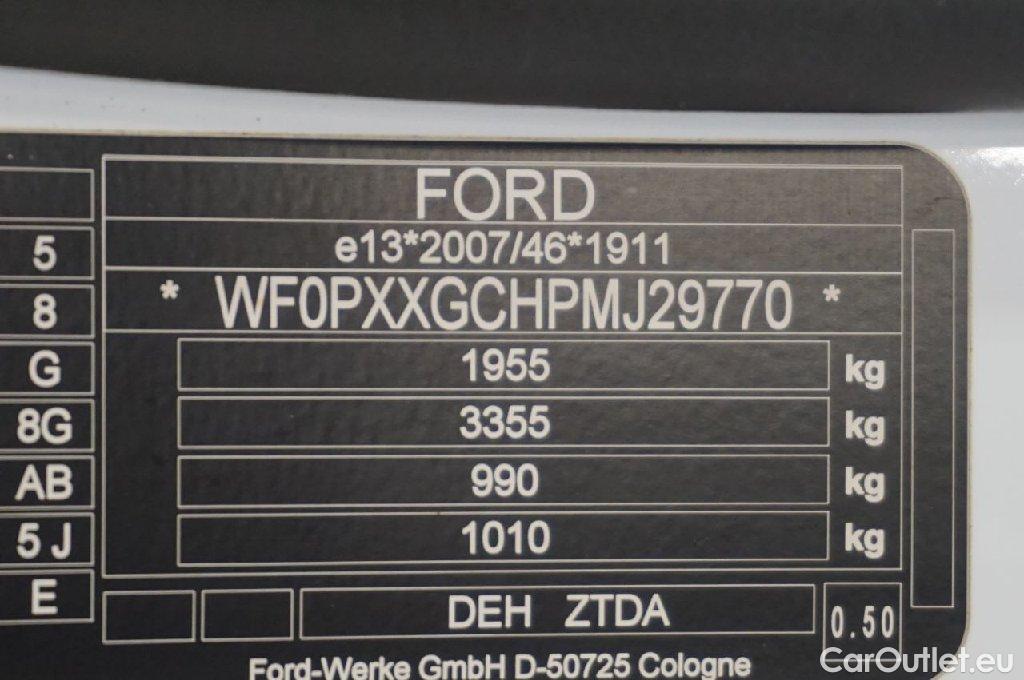 FORD
5
e13*2007/46*1911
8
* WF0PXXGCHPMJ29770 *
G
1955 kg
8G
3355 kg
AB
990 kg
5 J
1010 kg
E
DEH ZTDA
0.50
Ford-Werke GmbH D-50725 Cologne
CarOutlet.eu